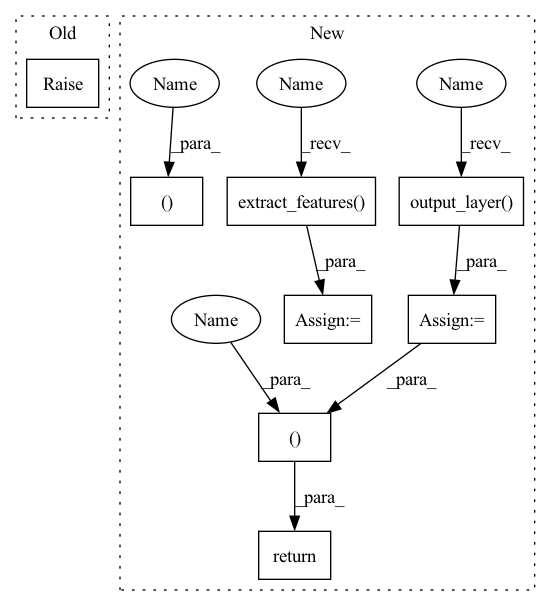 Old
New
Raise
Name
Name
Name
_para_
_recv_
_recv_
()
extract_features()
output_layer()
_para_
_para_
Name
Assign:=
Assign:=
_para_
_para_
()
_para_
return